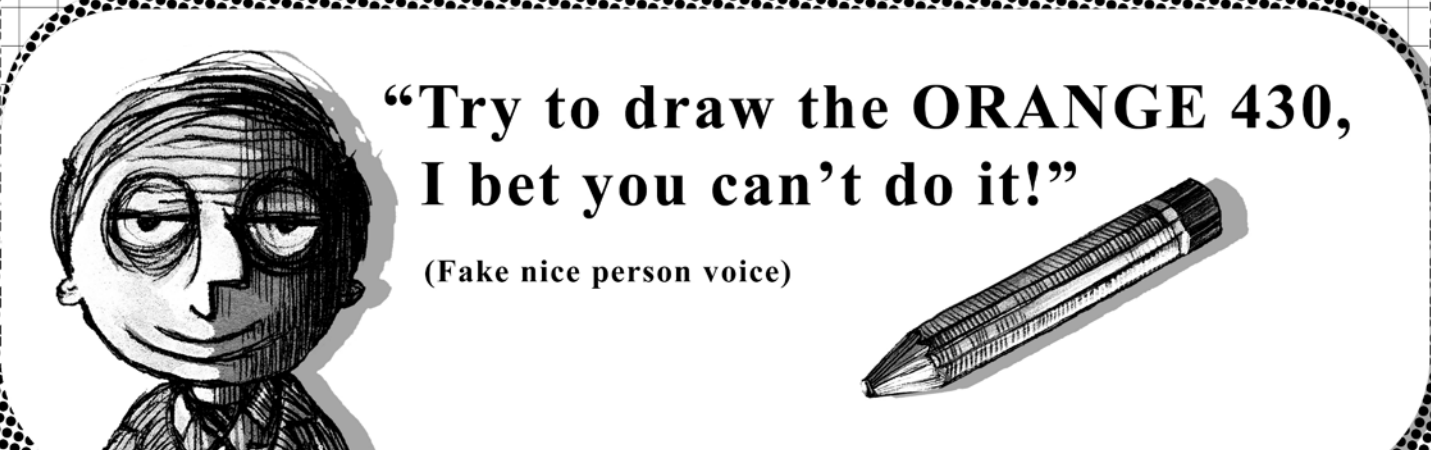 “Try to draw the ORANGE 430,
I bet you can’t do it!”
(Fake nice person voice)